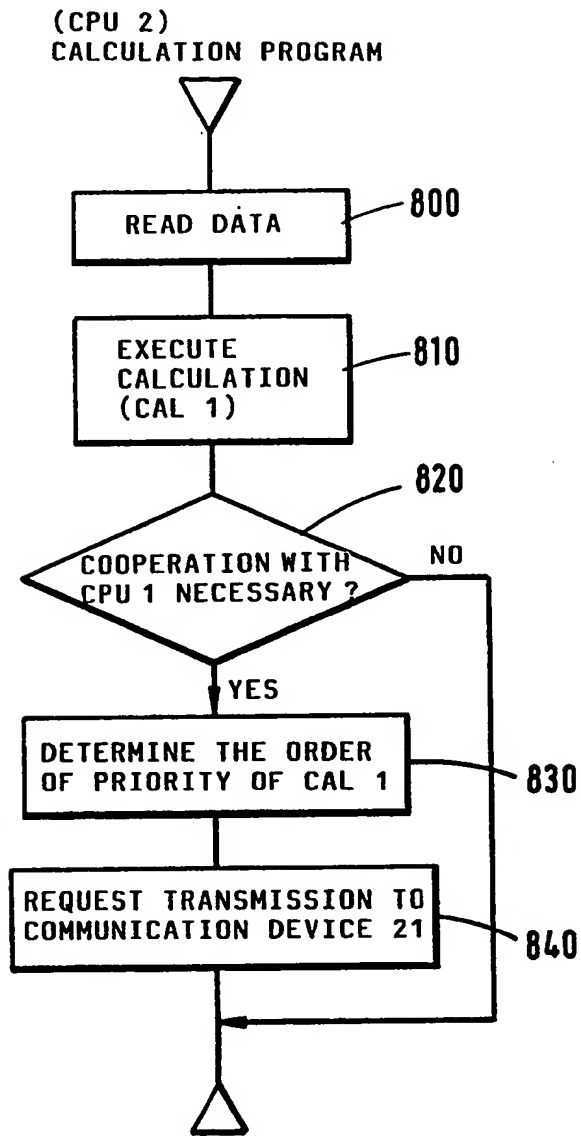 (CPU 2)
CALCULATION PROGRAM
READ DATA
800
EXECUTE
CALCULATION
(CAL 1)
810
820
COOPERATION WITH
CPU 1 NECESSARY ?
NO
YES
DETERMINE THE ORDER
OF PRIORITY OF CAL 1
830
REQUEST TRANSMISSION TO
COMMUNICATION DEVICE 21
840